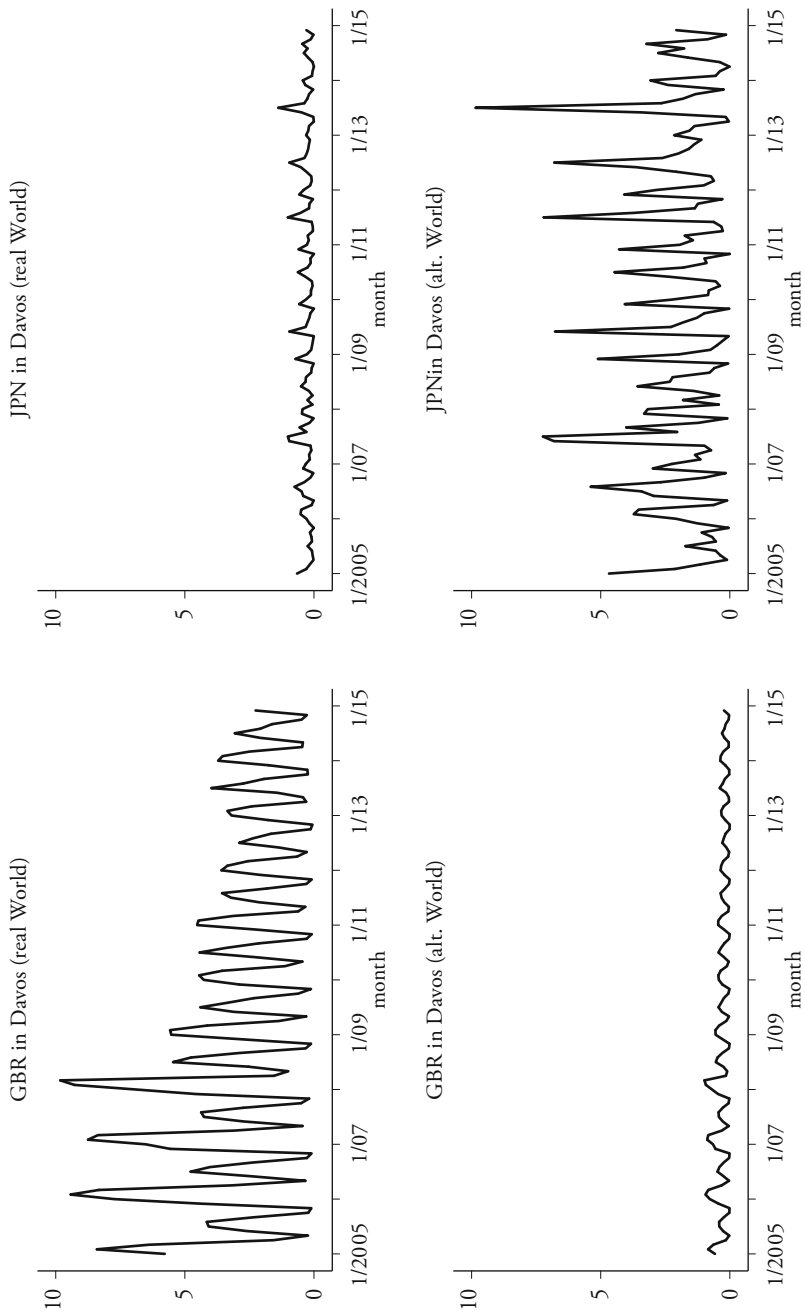 GBR in Davos (real World)
10
5
0
1/2005 1/07 1/09 1/11 1/13 1/15
month
JPN in Davos (real World)
10
5
0
1/2005 1/07 1/09 1/11 1/13 1/15
month
GBR in Davos (alt. World)
10
5
0
1/2005 1/07 1/09 1/11 1/13 1/15
month
JPNin Davos (alt. World)
10
5
0
1/2005 1/07 1/09 1/11 1/13 1/15
month